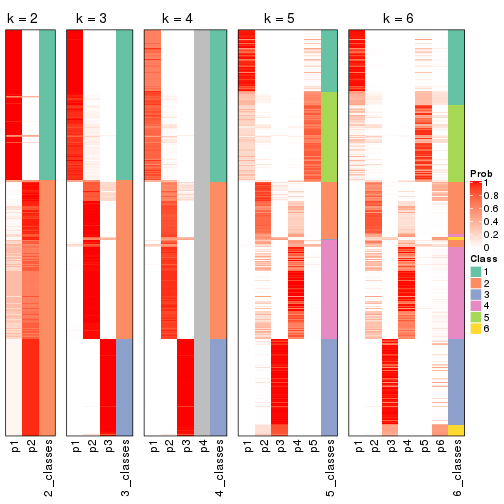 k = 2
k = 3
k = 4
k = 5
k = 6
Prob
1
0.8
0.6
0.4
0.2
0
Class
1
2
3
4
5
6
p1
p2
2_classes
p1
p2
p3
3_classes
p1
p2
p3
p4
4_classes
p1
p2
p3
p4
p5
5_classes
p1
p2
p3
p4
p5
p6
6_classes